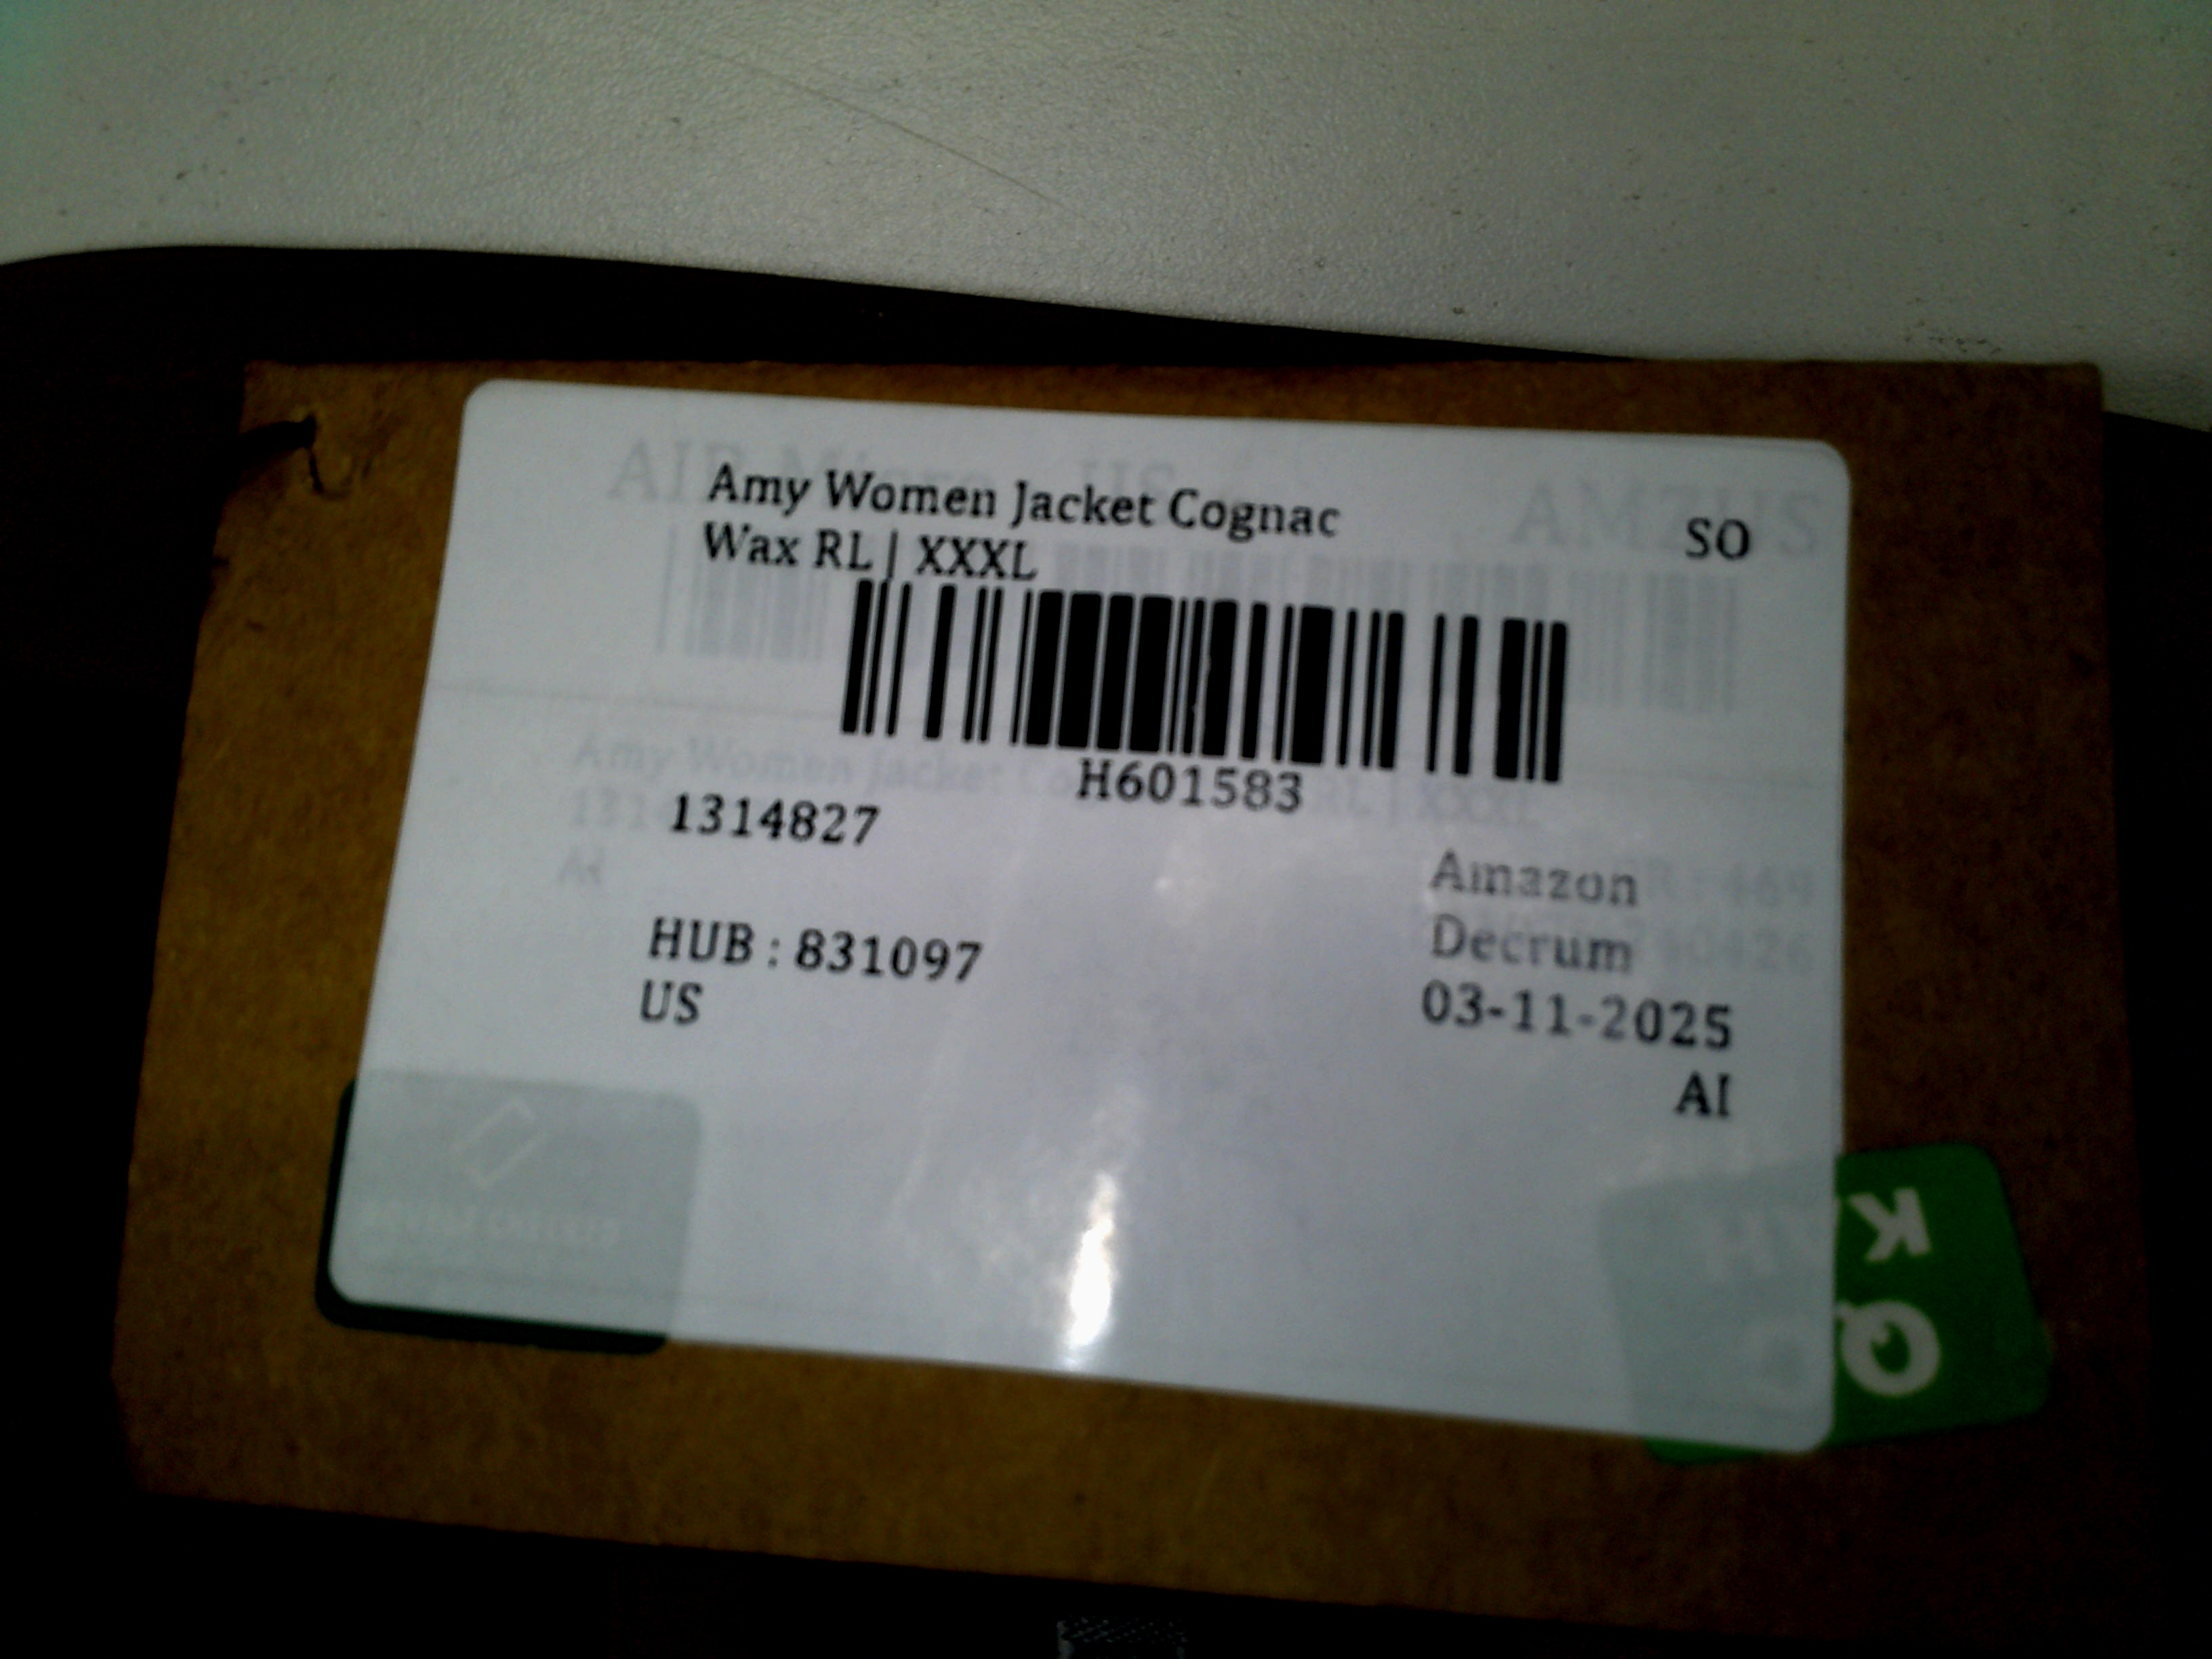 Amy Women Jacket Cognac
Wax RL | XXXL
SO
H601583
1314827
Amazon
Decrum
HUB : 831097
US
03-11-2025
AI
K
Q